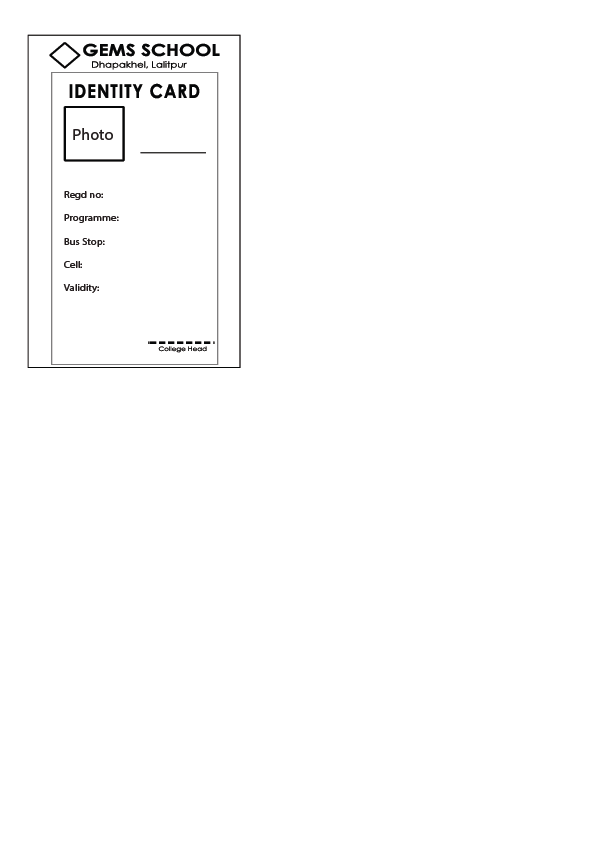 GEMS SCHOOL
Dhapakhel, Lalitpur
IDENTITY CARD
Photo
Regd no:
Programme:
Bus Stop:
Cell:
Validity:
College Head